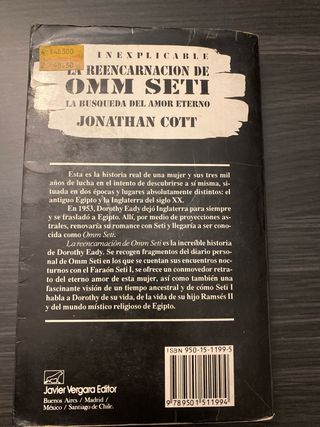 INEXPLICABLE
LA REENCARNACION DE
OMM SETI
LA BUSQUEDA DEL AMOR ETERNO
JONATHAN COTT
Esta es la historia real de una mujer y sus tres mil
años de lucha en el intento de descubrirse a sí misma, si-
tuada en dos épocas y lugares absolutamente distintos: el
antiguo Egipto y la Inglaterra del siglo XX.
En 1953, Dorothy Eady dejó Inglaterra para siempre
y se trasladó a Egipto. Allí, por medio de proyecciones as-
trales, renovaría su romance con Seti y llegaría a ser co-
nocida como Omm Seti.
La reencarnación de Omm Seti es la increíble historia
de Dorothy Eady. Se recogen fragmentos del diario perso-
nal de Omm Seti en los que se cuentan sus encuentros noc-
turnos con el Faraón Seti I, se ofrece un conmovedor retra-
to del eterno amor de esta mujer, así como también una
fascinante visión de un tiempo ancestral y de cómo Seti I
habla a Dorothy de su vida, de la vida de su hijo Ramsés II
y del mundo místico religioso de Egipto.
ISBN 950-15-1199-5
9 789501 511994
Javier Vergara Editor
Buenos Aires / Madrid /
México / Santiago de Chile.